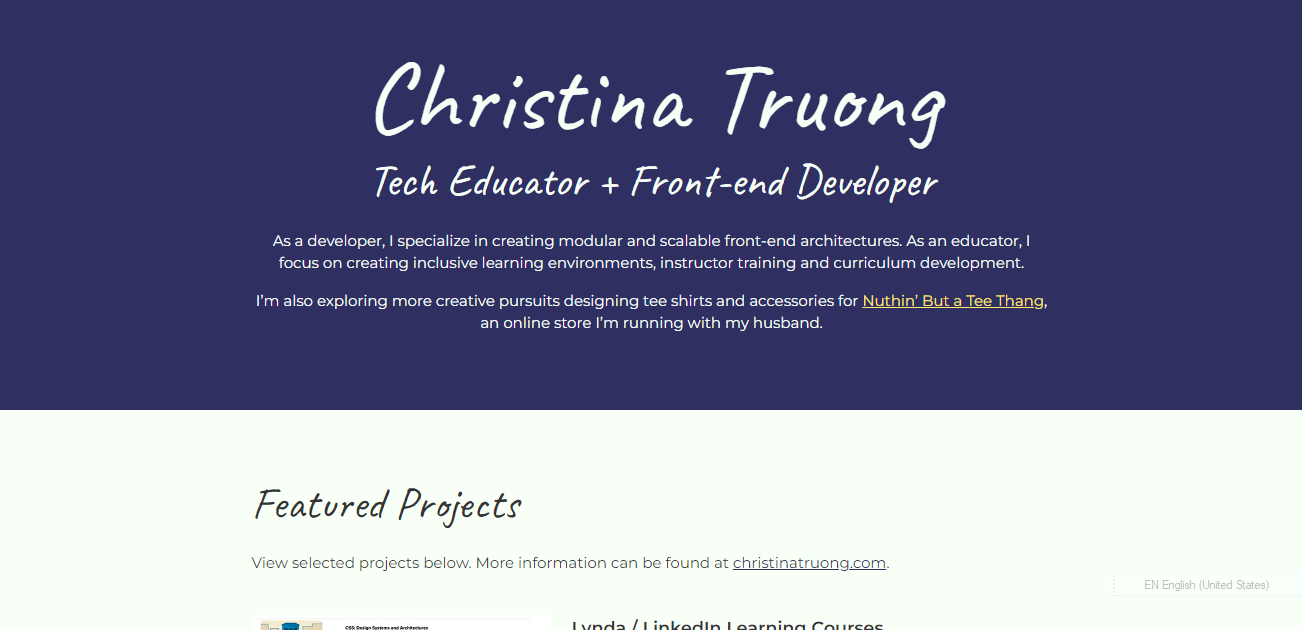 Christina Truong
Tech Educator + Front-end Developer
As a developer, I specialize in creating modular and scalable front-end architectures. As an educator, I
focus on creating inclusive learning environments, instructor training and curriculum development.
I'm also exploring more creative pursuits designing tee shirts and accessories for Nuthin' But a Tee Thang,
an online store I'm running with my husband.
Featured Projects
View selected projects below. More information can be found at christinatruong.com.
EN English (United States)
CSS: Design Systems and Architectures
Lynda / LinkedIn Learning Courses